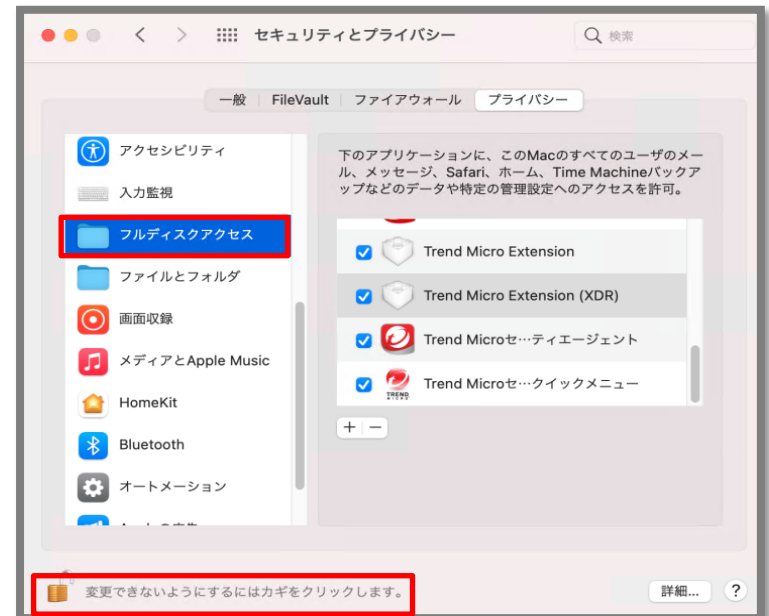 セキュリティとプライバシー
検索
一般
FileVault
ファイアウォール
プライバシー
アクセシビリティ
入力監視
フルディスクアクセス
ファイルとフォルダ
画面収録
メディアとApple Music
HomeKit
Bluetooth
オートメーション
下のアプリケーションに、このMacのすべてのユーザのメー
ル、メッセージ、Safari、ホーム、Time Machineバックア
ップなどのデータや特定の管理設定へのアクセスを許可。
Trend Micro Extension
Trend Micro Extension (XDR)
Trend Microセ…ティエージェント
TREND
MICRO
Trend Microセ…クイックメニュー
+ −
変更できないようにするにはカギをクリックします。
詳細...
?